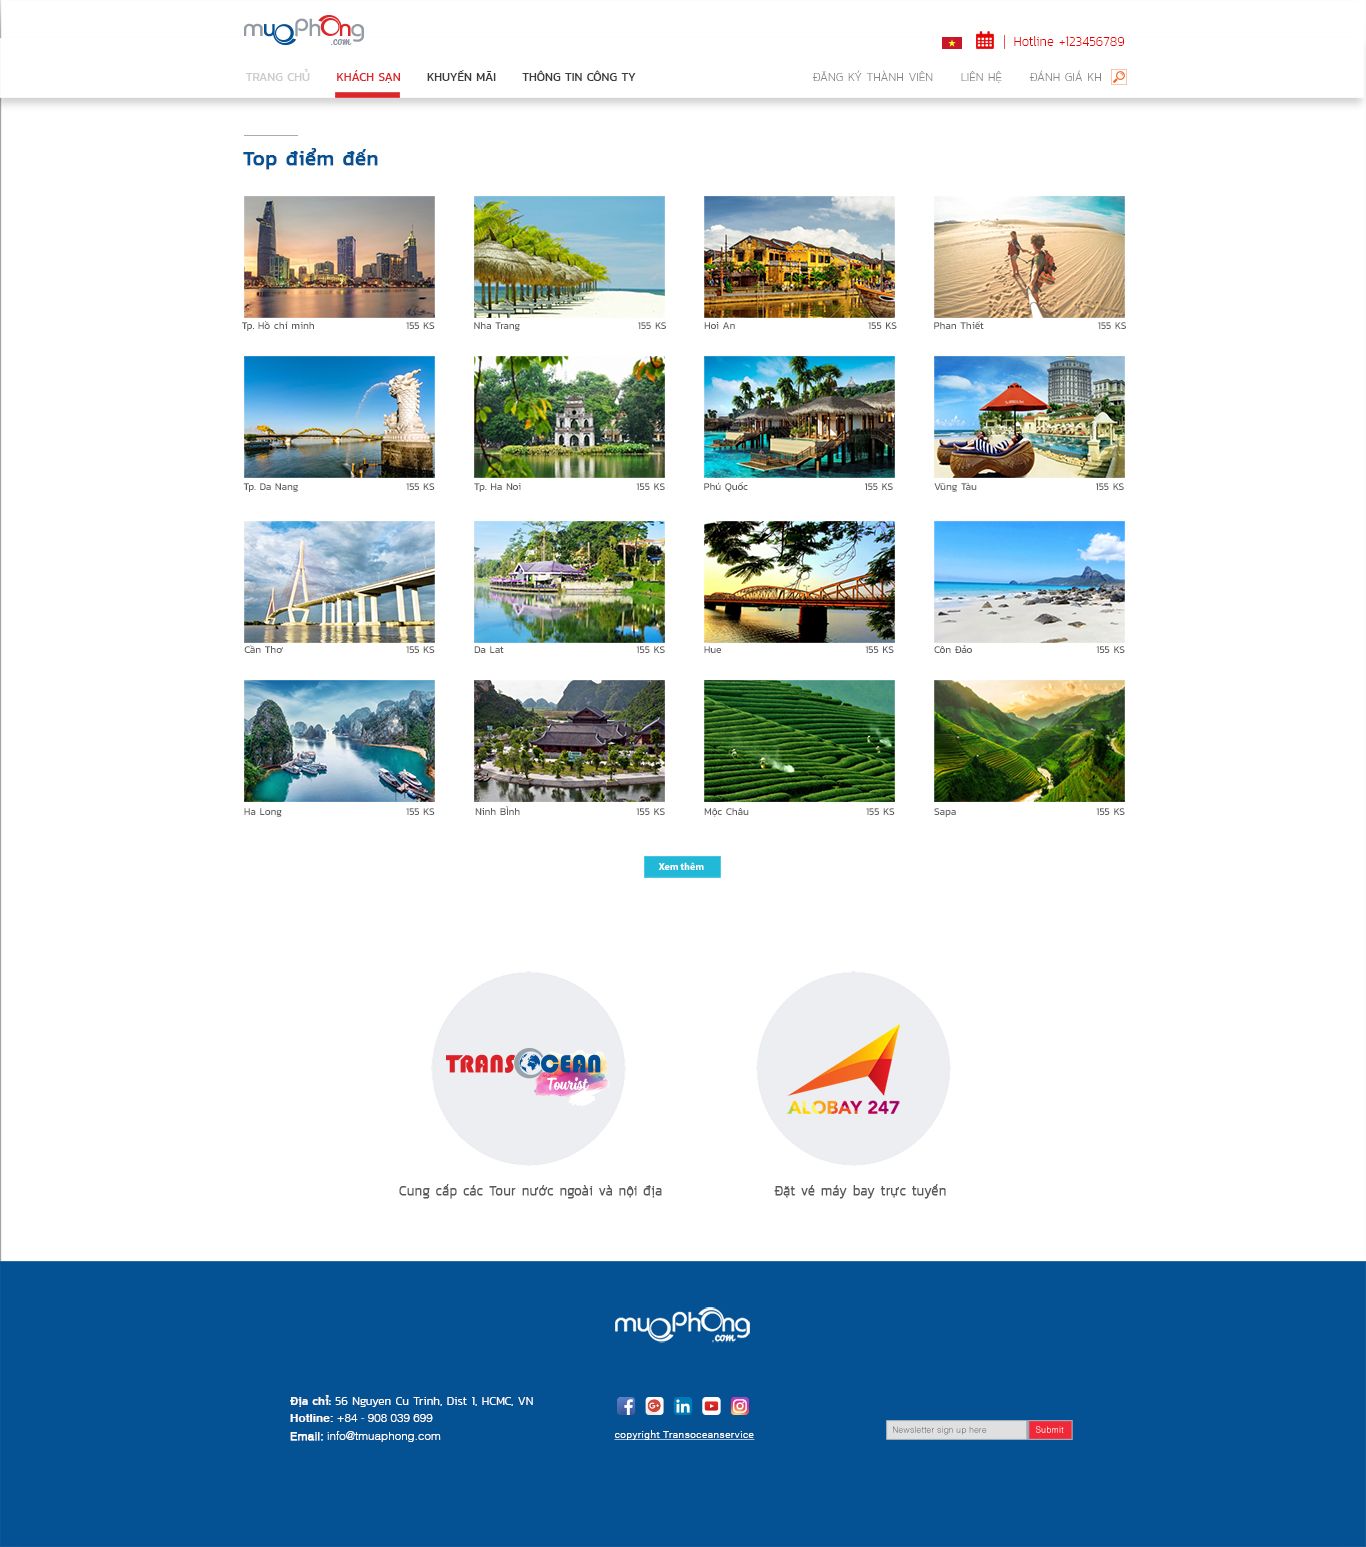 muaphong
.com
| Hotline +123456789
TRANG CHỦ KHÁCH SẠN KHUYẾN MÃI THÔNG TIN CÔNG TY ĐĂNG KÝ THÀNH VIÊN LIÊN HỆ ĐÁNH GIÁ KH
Top điểm đến
Tp. Hồ chí minh 155 KS Nha Trang 155 KS Hoi An 155 KS Phan Thiết 155 KS
Tp. Da Nang 155 KS Tp. Ha Noi 155 KS Phú Quốc 155 KS Vũng Tàu 155 KS
Cần Thơ 155 KS Da Lat 155 KS Hue 155 KS Côn Đảo 155 KS
Ha Long 155 KS Ninh Bình 155 KS Mộc Châu 155 KS Sapa 155 KS
Xem thêm
TRANSOCEAN
Tourist
ALOBAY 247
Cung cấp các Tour nước ngoài và nội địa Đặt vé máy bay trực tuyến
muaphong
.com
Địa chỉ: 56 Nguyen Cu Trinh, Dist 1, HCMC, VN
Hotline: +84 - 908 039 699
Email: info@tmuaphong.com
copyright Transoceanservice
Newsletter sign up here Submit